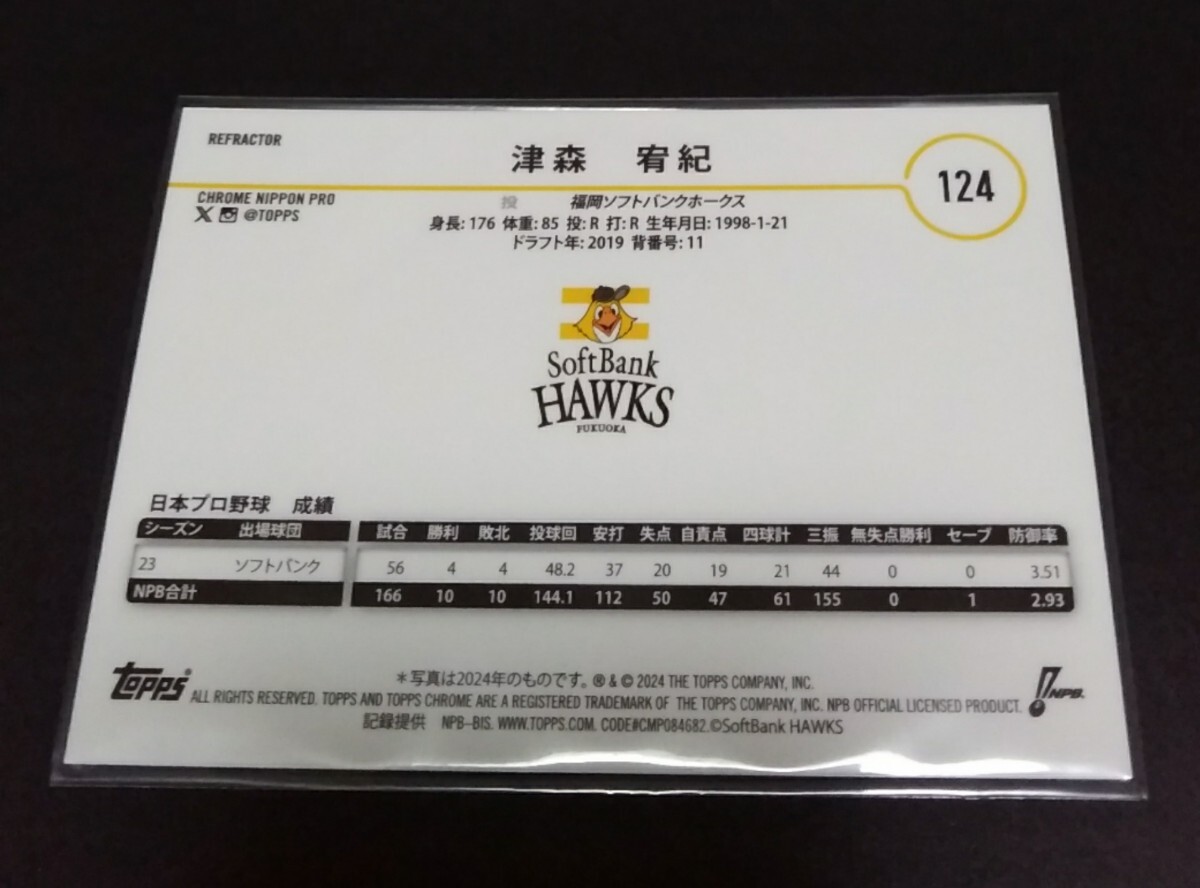 REFRACTOR
津森 宥紀
124
CHROME NIPPON PRO
X @TOPPS
投 福岡ソフトバンクホークス
身長: 176 体重: 85 投: R 打: R 生年月日: 1998-1-21
ドラフト年: 2019 背番号: 11
SoftBank
HAWKS
FUKUOKA
日本プロ野球 成績
シーズン 出場球団 試合 勝利 敗北 投球回 安打 失点 自責点 四球計 三振 無失点勝利 セーブ 防御率
23 ソフトバンク 56 4 4 48.2 37 20 19 21 44 0 0 3.51
NPB合計 166 10 10 144.1 112 50 47 61 155 0 1 2.93
topps®
*写真は2024年のものです。® & © 2024 THE TOPPS COMPANY, INC.
ALL RIGHTS RESERVED. TOPPS AND TOPPS CHROME ARE A REGISTERED TRADEMARK OF THE TOPPS COMPANY, INC. NPB OFFICIAL LICENSED PRODUCT.
記録提供 NPB-BIS. WWW.TOPPS.COM. CODE#CMP084682.©SoftBank HAWKS
NPB.